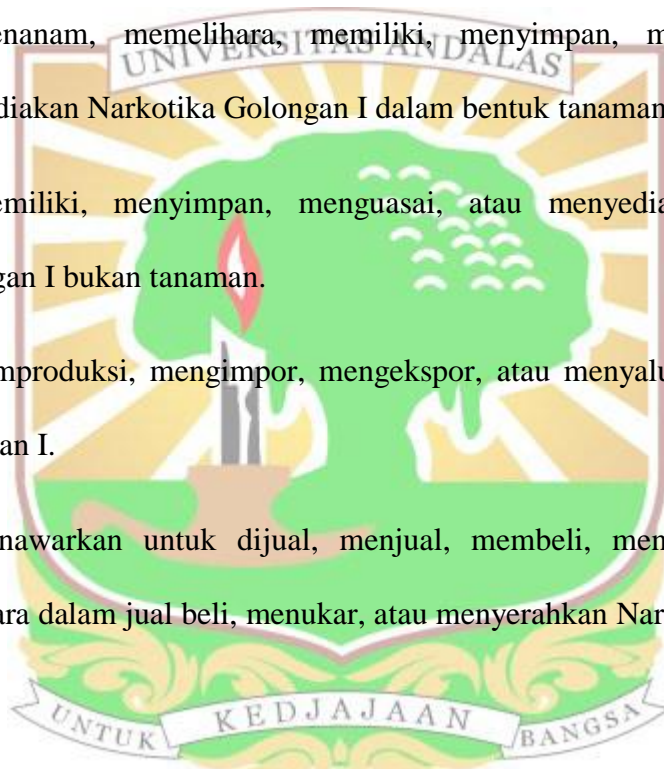 enanam, memelihara, memiliki, menyimpan, m
UNIVERSITAS ANDALAS
diakan Narkotika Golongan I dalam bentuk tanaman
emiliki, menyimpan, menguasai, atau menyedia
gan I bukan tanaman.
mproduksi, mengimpor, mengekspor, atau menyalu
an I.
nawarkan untuk dijual, menjual, membeli, men
ara dalam jual beli, menukar, atau menyerahkan Nar
UNTUK KEDJAJAAN BANGSA